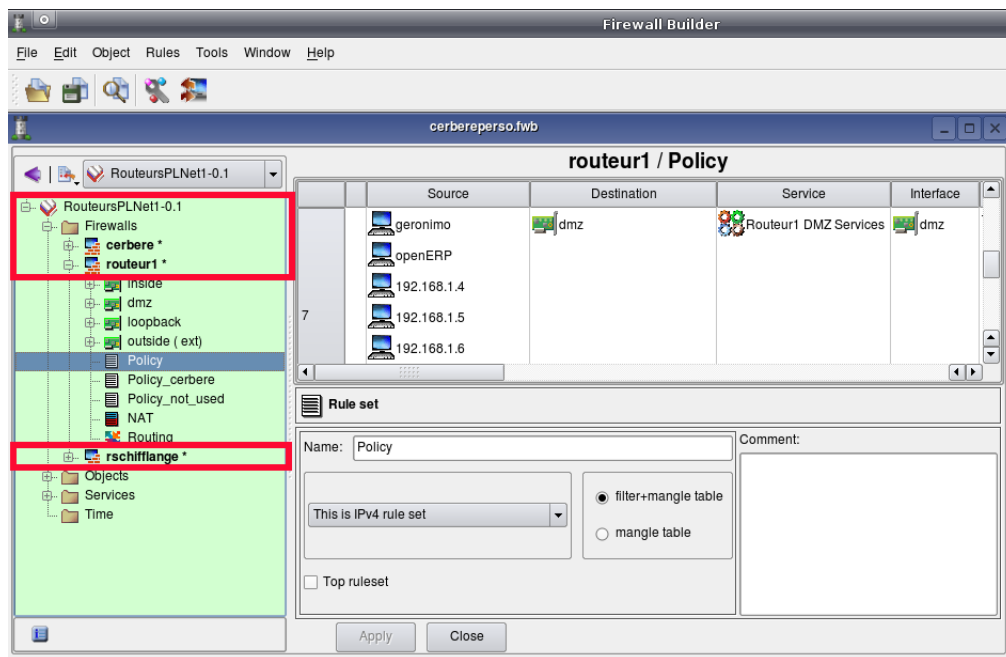 Firewall Builder
File Edit Object Rules Tools Window Help
cerbereperso.fwb
RouteursPLNet1-0.1
routeur1 / Policy
RouteursPLNet1-0.1
Firewalls
cerbere *
routeur1 *
inside
dmz
loopback
outside ( ext)
Policy
Policy_cerbere
Policy_not_used
NAT
Routing
rschifflange *
Objects
Services
Time
Source Destination Service Interface
7
geronimo dmz Routeur1 DMZ Services dmz
openERP
192.168.1.4
192.168.1.5
192.168.1.6
Rule set
Name: Policy
This is IPv4 rule set
filter+mangle table
mangle table
Top ruleset
Comment:
Apply Close